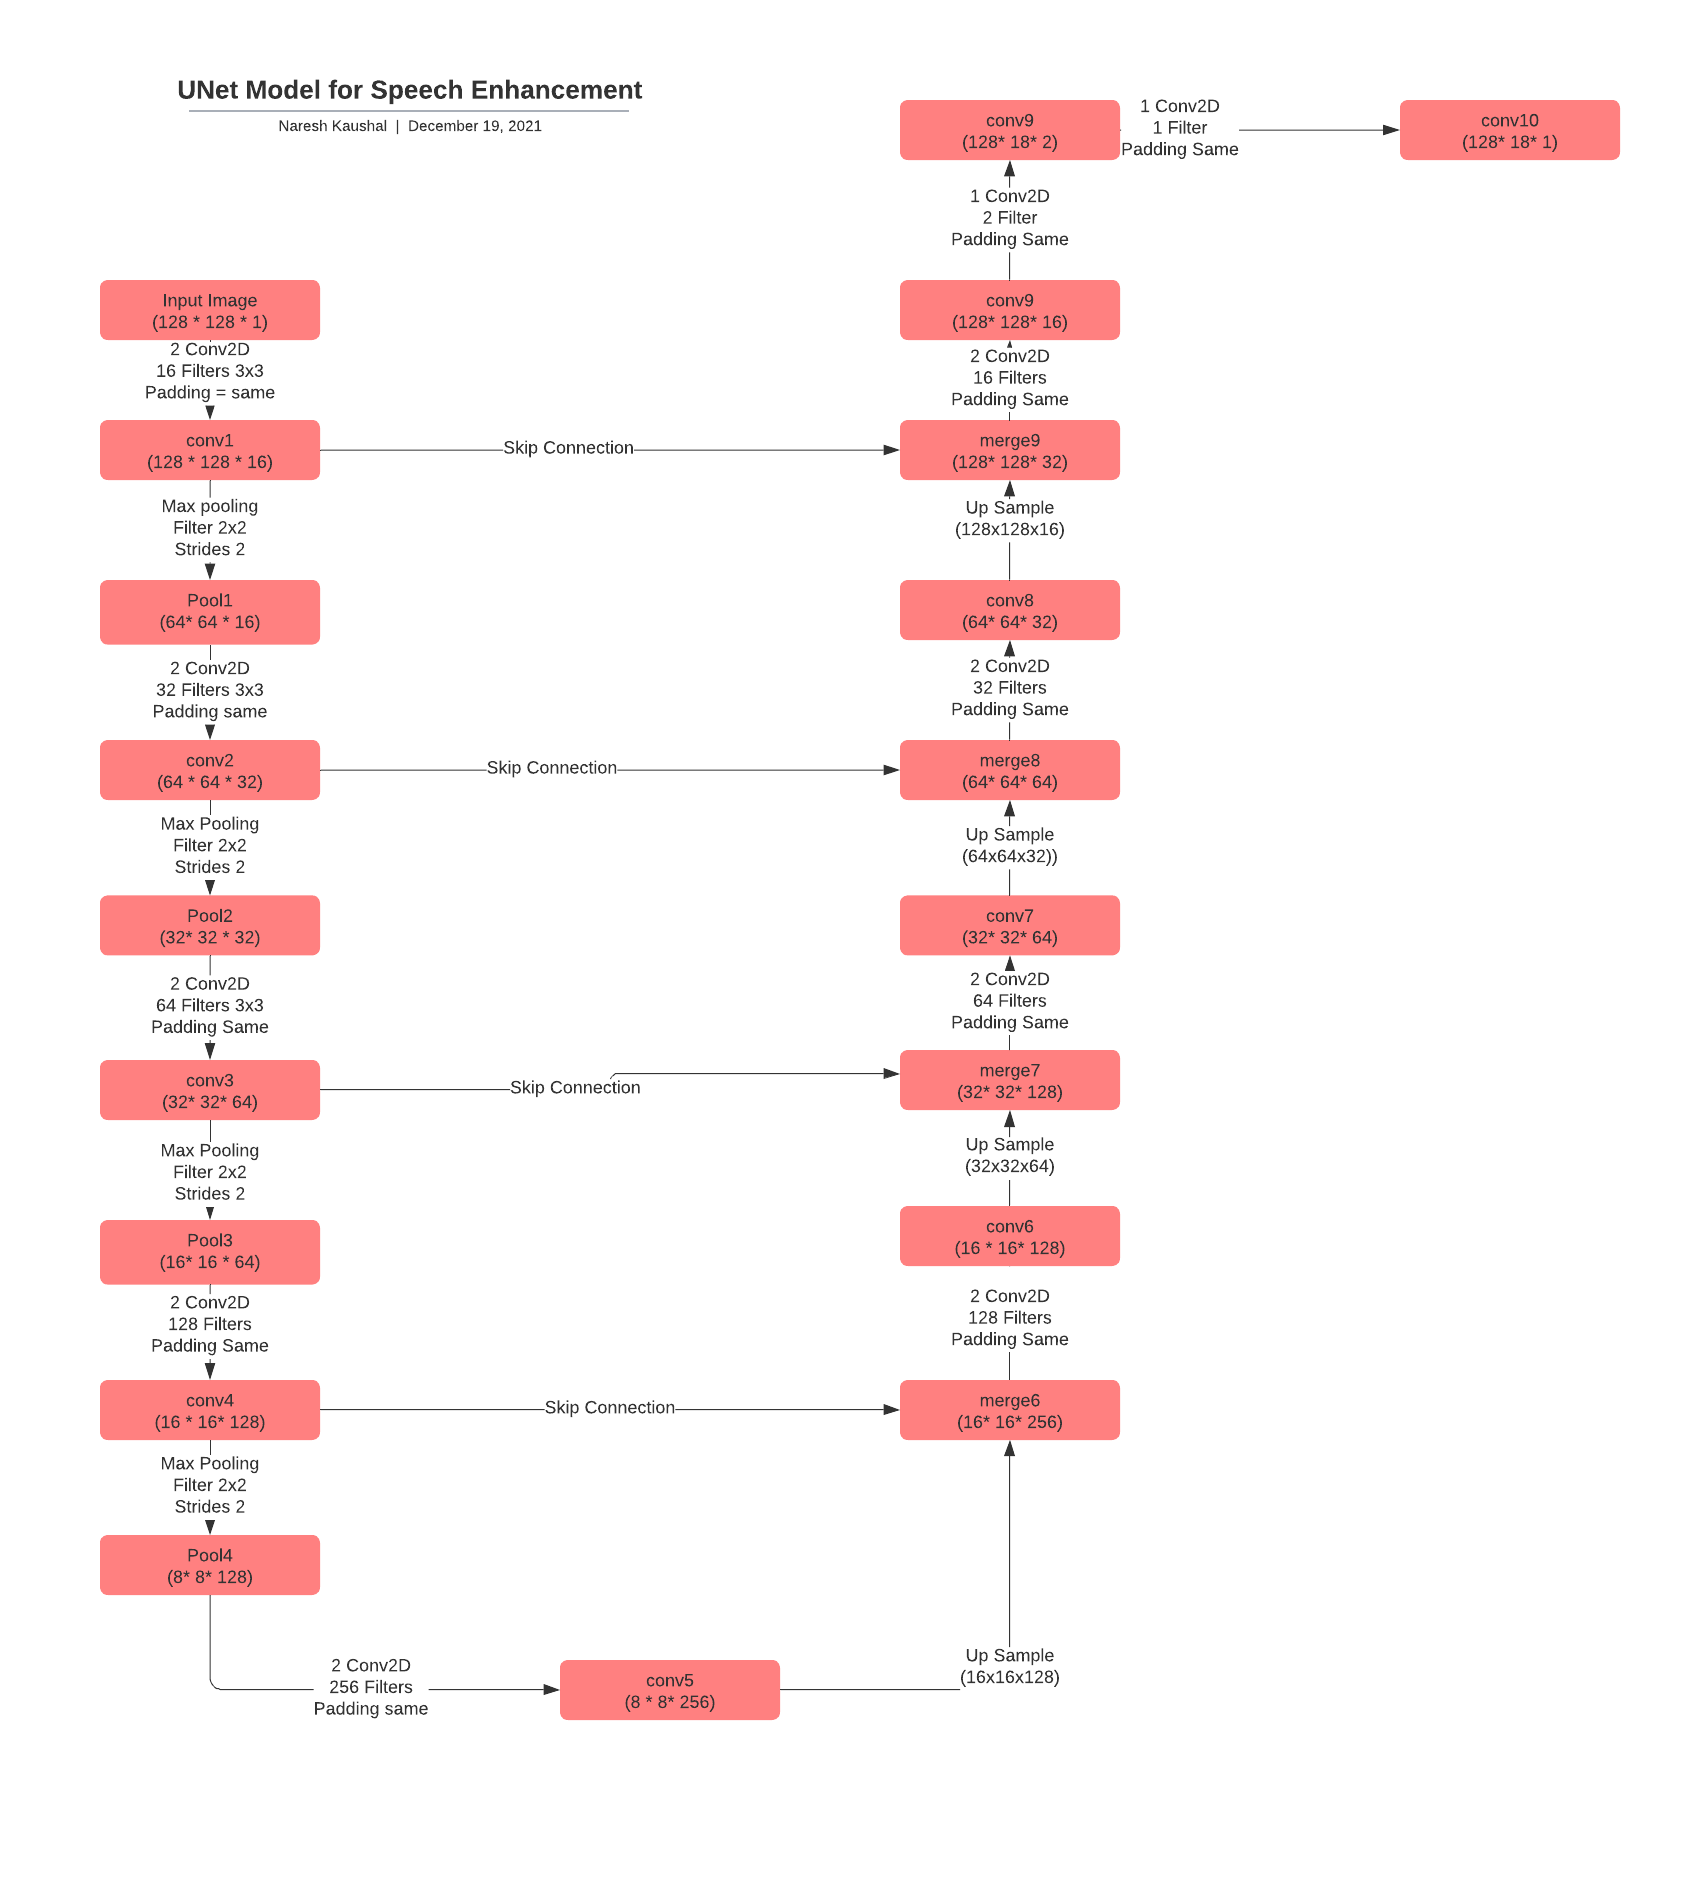 UNet Model for Speech Enhancement
Naresh Kaushal | December 19, 2021
Input Image
(128 * 128 * 1)
2 Conv2D
16 Filters 3x3
Padding = same
conv1
(128 * 128 * 16)
Max pooling
Filter 2x2
Strides 2
Pool1
(64* 64 * 16)
2 Conv2D
32 Filters 3x3
Padding same
conv2
(64 * 64 * 32)
Max Pooling
Filter 2x2
Strides 2
Pool2
(32* 32 * 32)
2 Conv2D
64 Filters 3x3
Padding Same
conv3
(32* 32* 64)
Max Pooling
Filter 2x2
Strides 2
Pool3
(16* 16 * 64)
2 Conv2D
128 Filters
Padding Same
conv4
(16 * 16* 128)
Max Pooling
Filter 2x2
Strides 2
Pool4
(8* 8* 128)
2 Conv2D
256 Filters
Padding same
conv5
(8 * 8* 256)
Up Sample
(16x16x128)
Skip Connection
Skip Connection
Skip Connection
Skip Connection
merge6
(16* 16* 256)
2 Conv2D
128 Filters
Padding Same
conv6
(16 * 16* 128)
Up Sample
(32x32x64)
merge7
(32* 32* 128)
2 Conv2D
64 Filters
Padding Same
conv7
(32* 32* 64)
Up Sample
(64x64x32))
merge8
(64* 64* 64)
2 Conv2D
32 Filters
Padding Same
conv8
(64* 64* 32)
Up Sample
(128x128x16)
merge9
(128* 128* 32)
2 Conv2D
16 Filters
Padding Same
conv9
(128* 128* 16)
1 Conv2D
2 Filter
Padding Same
conv9
(128* 18* 2)
1 Conv2D
1 Filter
Padding Same
conv10
(128* 18* 1)